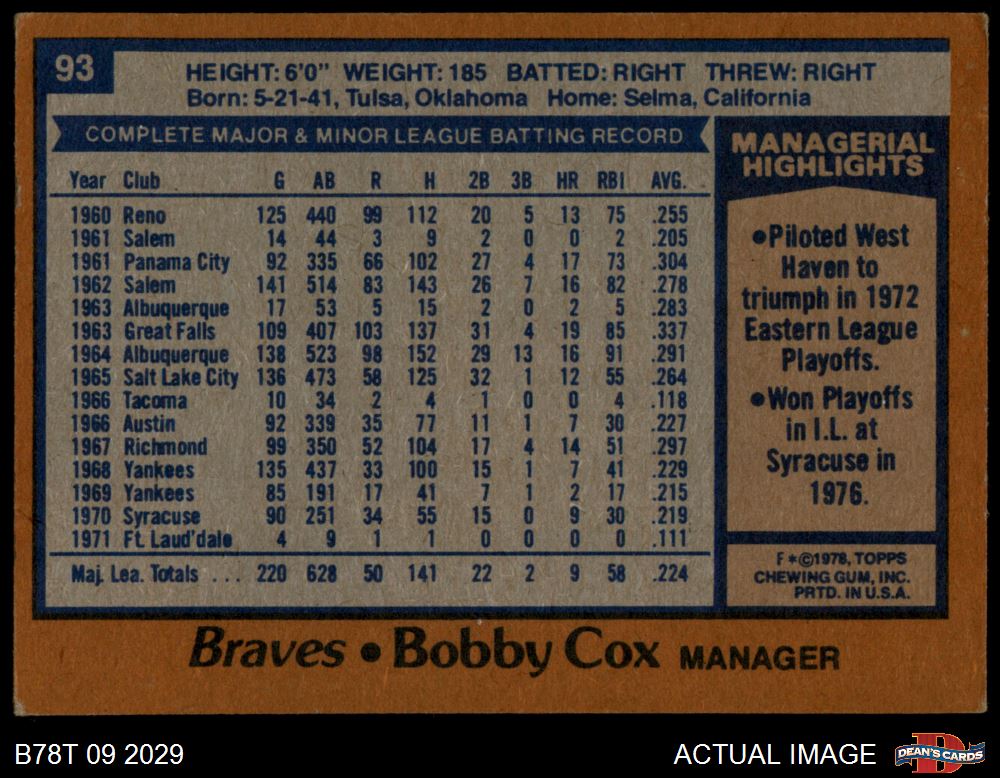 93
HEIGHT: 6'0" WEIGHT: 185 BATTED: RIGHT THREW: RIGHT
Born: 5-21-41, Tulsa, Oklahoma Home: Selma, California
COMPLETE MAJOR & MINOR LEAGUE BATTING RECORD
Year Club G AB R H 2B 3B HR RBI AVG.
1960 Reno 125 440 99 112 20 5 13 75 .255
1961 Salem 14 44 3 9 2 0 0 2 .205
1961 Panama City 92 335 66 102 27 4 17 73 .304
1962 Salem 141 514 83 143 26 7 16 82 .278
1963 Albuquerque 17 53 5 15 2 0 2 5 .283
1963 Great Falls 109 407 103 137 31 4 19 85 .337
1964 Albuquerque 138 523 98 152 29 13 16 91 .291
1965 Salt Lake City 136 473 58 125 32 1 12 55 .264
1966 Tacoma 10 34 2 4 1 0 0 4 .118
1966 Austin 92 339 35 77 11 1 7 30 .227
1967 Richmond 99 350 52 104 17 4 14 51 .297
1968 Yankees 135 437 33 100 15 1 7 41 .229
1969 Yankees 85 191 17 41 7 1 2 17 .215
1970 Syracuse 90 251 34 55 15 0 9 30 .219
1971 Ft. Laud'dale 4 9 1 1 0 0 0 0 .111
Maj. Lea. Totals ... 220 628 50 141 22 2 9 58 .224
MANAGERIAL
HIGHLIGHTS
•Piloted West
Haven to
triumph in 1972
Eastern League
Playoffs.
•Won Playoffs
in I.L. at
Syracuse in
1976.
F*©1978, TOPPS
CHEWING GUM, INC.
PRTD. IN U.S.A.
Braves • Bobby Cox MANAGER
B78T 09 2029
ACTUAL IMAGE
DEAN'S CARDS